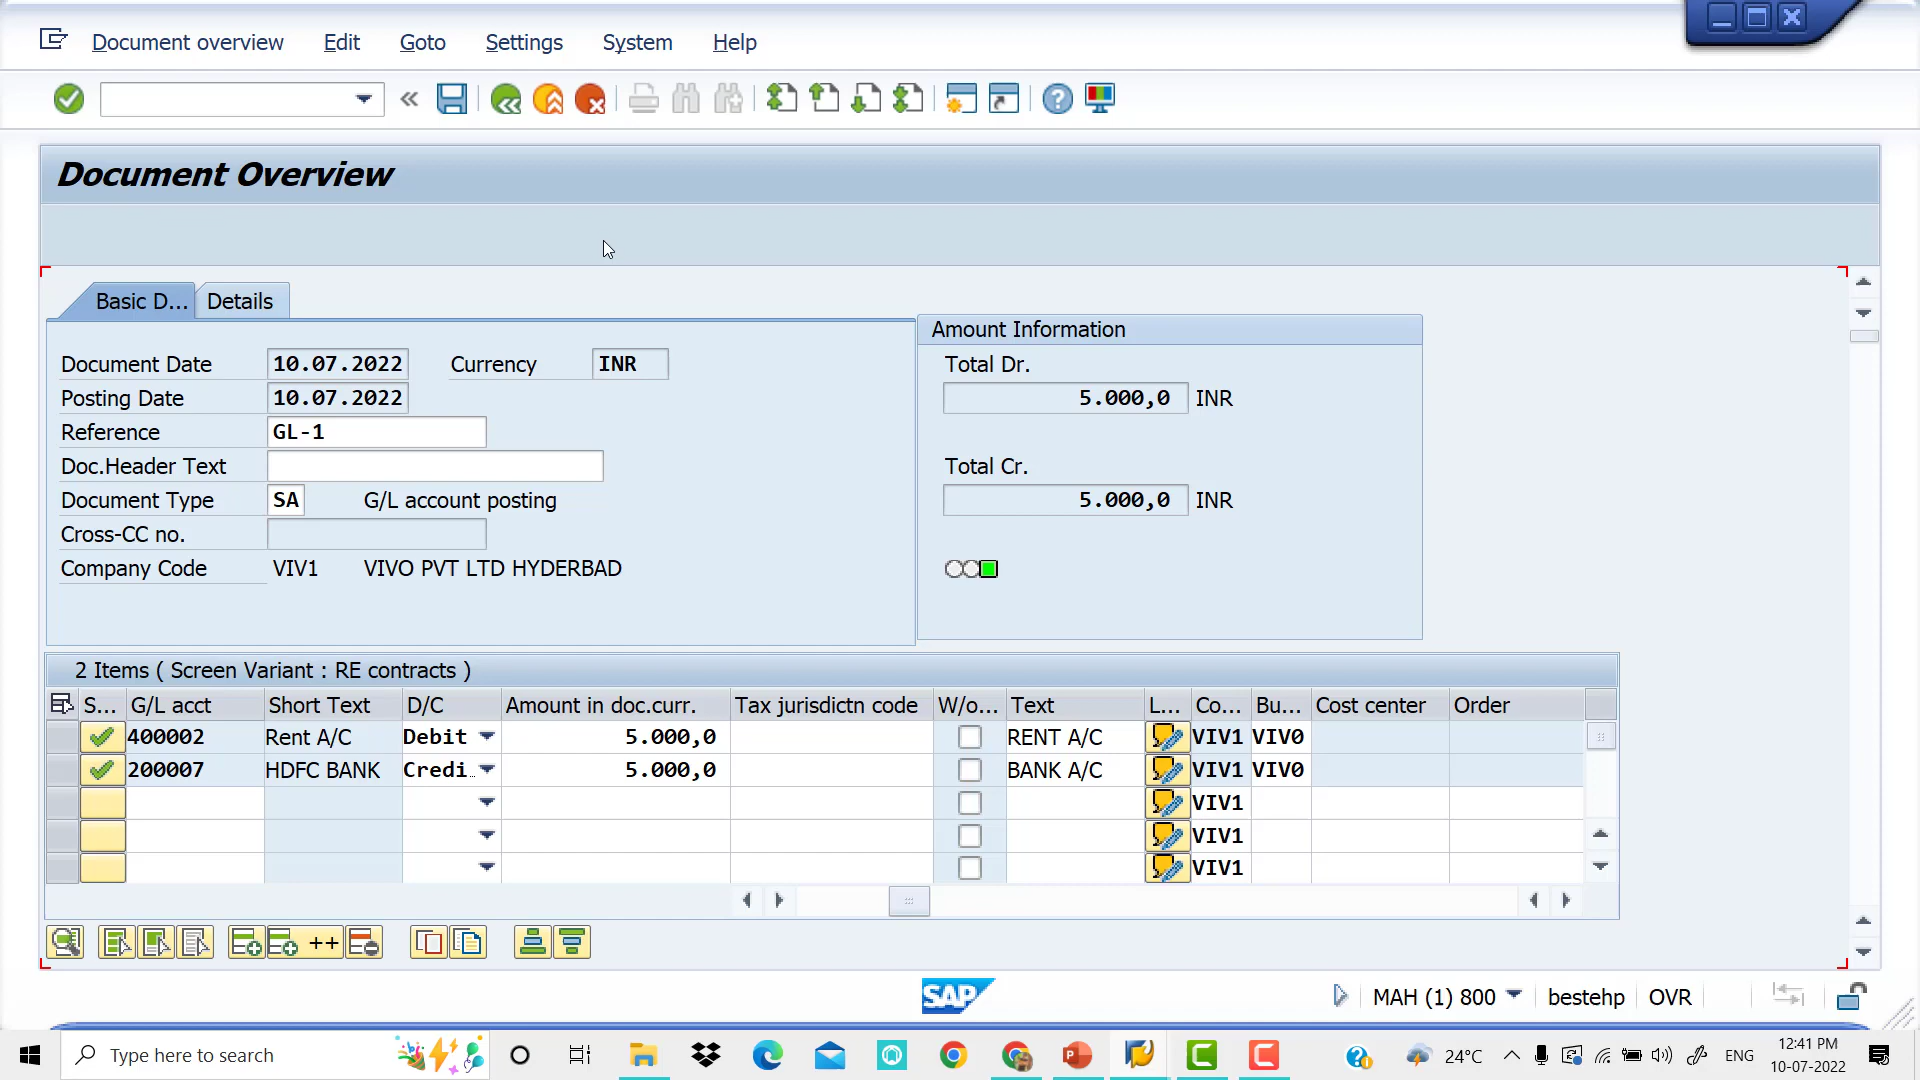 Document overview Edit Goto Settings System Help
Document Overview
Basic D... Details
Amount Information
Document Date 10.07.2022 Currency INR
Total Dr.
Posting Date 10.07.2022
5.000,0 INR
Reference GL-1
Doc.Header Text
Total Cr.
Document Type SA G/L account posting
5.000,0 INR
Cross-CC no.
Company Code VIV1 VIVO PVT LTD HYDERBAD
2 Items ( Screen Variant : RE contracts )
S... G/L acct Short Text D/C Amount in doc.curr. Tax jurisdictn code W/o... Text L... Co... Bu... Cost center Order
400002 Rent A/C Debit 5.000,0 RENT A/C VIV1 VIV0
200007 HDFC BANK Credi… 5.000,0 BANK A/C VIV1 VIV0
VIV1
VIV1
VIV1
++
SAP
MAH (1) 800 bestehp OVR
Type here to search
24°C ENG 12:41 PM
10-07-2022